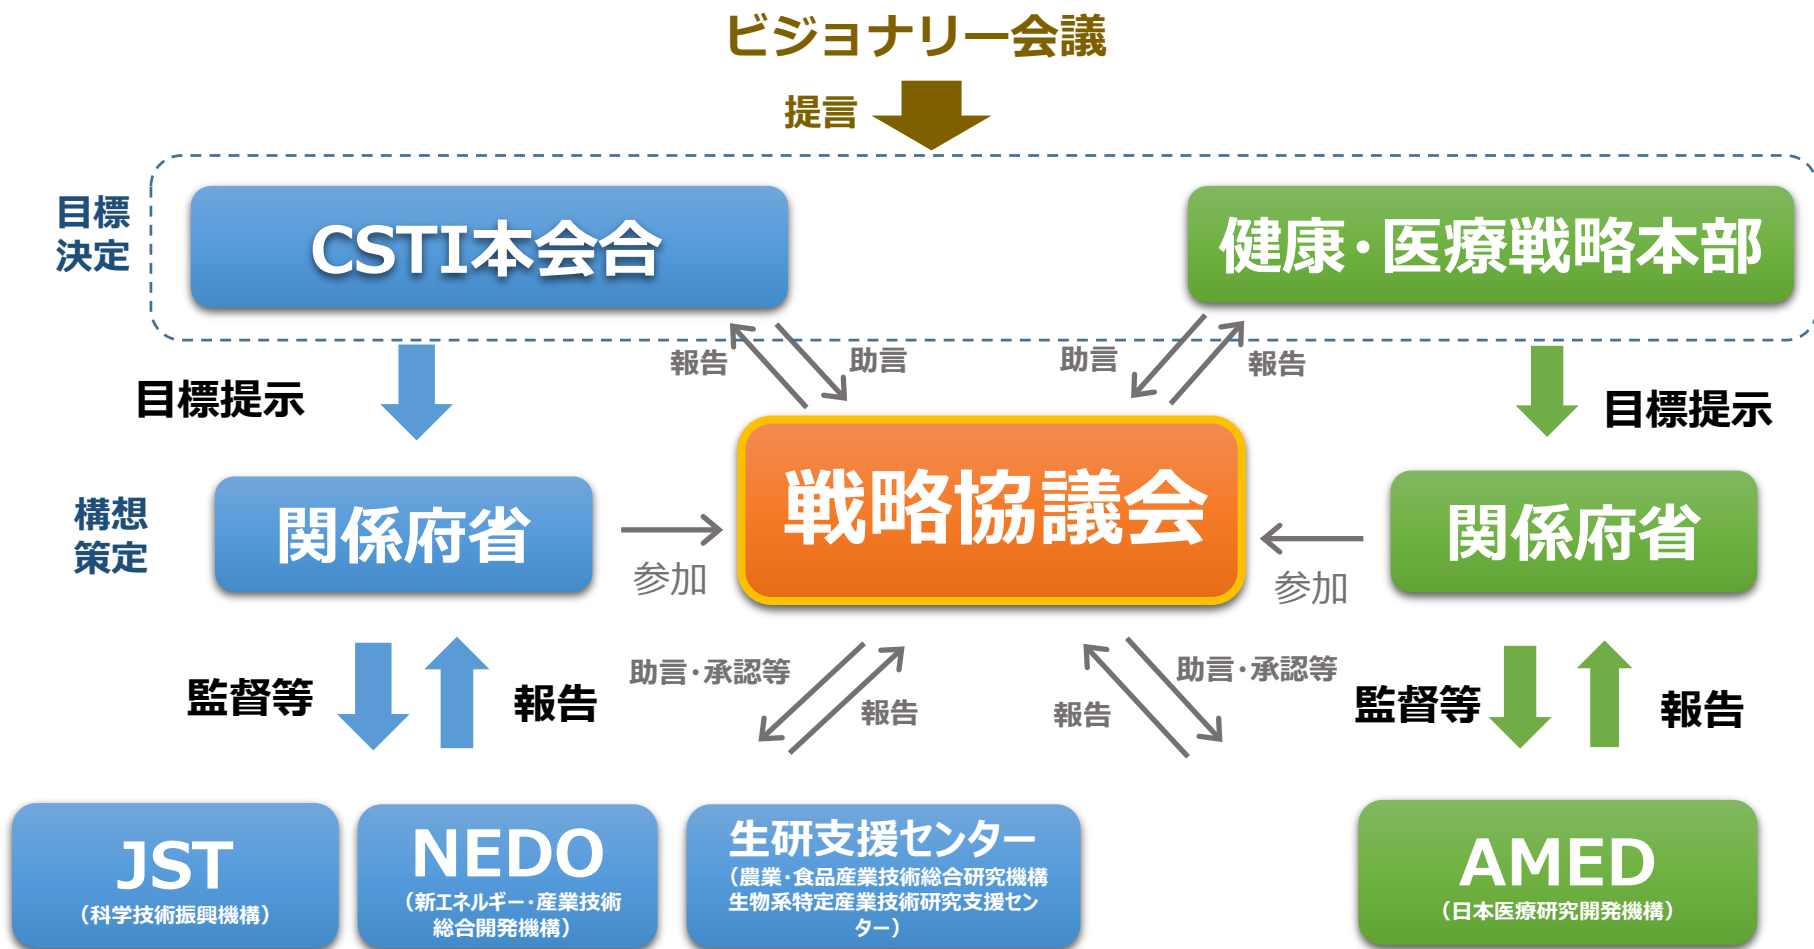 ビジョナリー会議
提言
目標
決定
CSTI本会合
健康・医療戦略本部
報告
助言
助言
報告
目標提示
目標提示
構想
策定
関係府省
戦略協議会
関係府省
参加
参加
監督等
報告
助言・承認等
報告
報告
助言・承認等
監督等
報告
JST
（科学技術振興機構）
NEDO
（新エネルギー・産業技術
総合開発機構）
生研支援センター
（農業・食品産業技術総合研究機構
生物系特定産業技術研究支援セン
ター）
AMED
（日本医療研究開発機構）